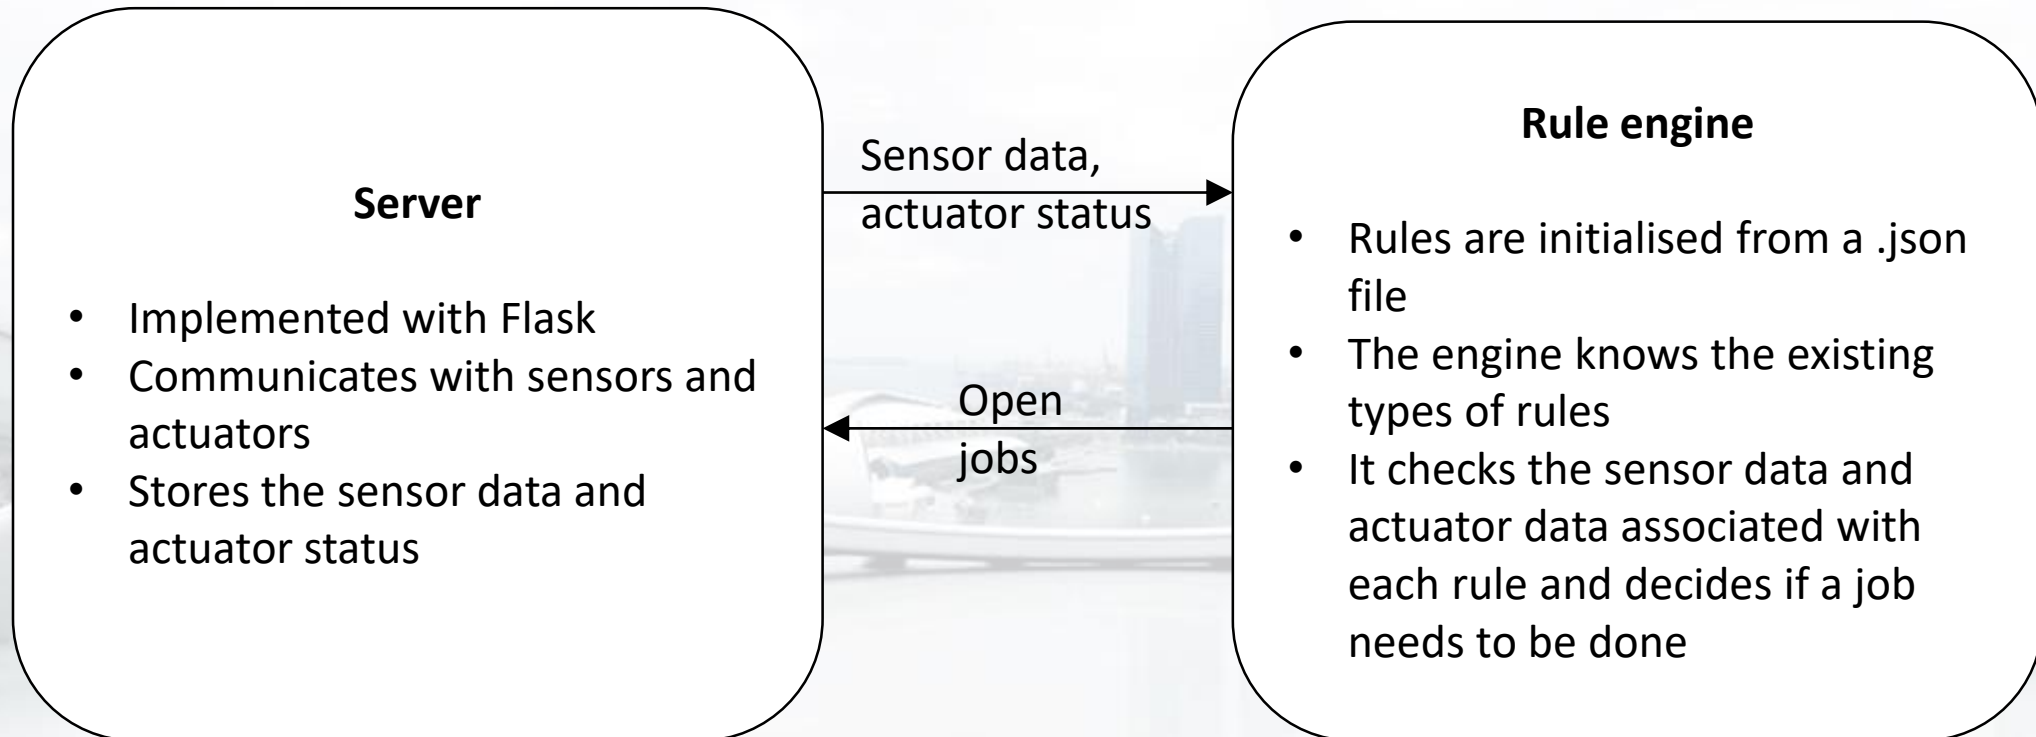 Server
• Implemented with Flask
• Communicates with sensors and
actuators
• Stores the sensor data and
actuator status
Sensor data,
actuator status
Open
jobs
Rule engine
• Rules are initialised from a .json
file
• The engine knows the existing
types of rules
• It checks the sensor data and
actuator data associated with
each rule and decides if a job
needs to be done